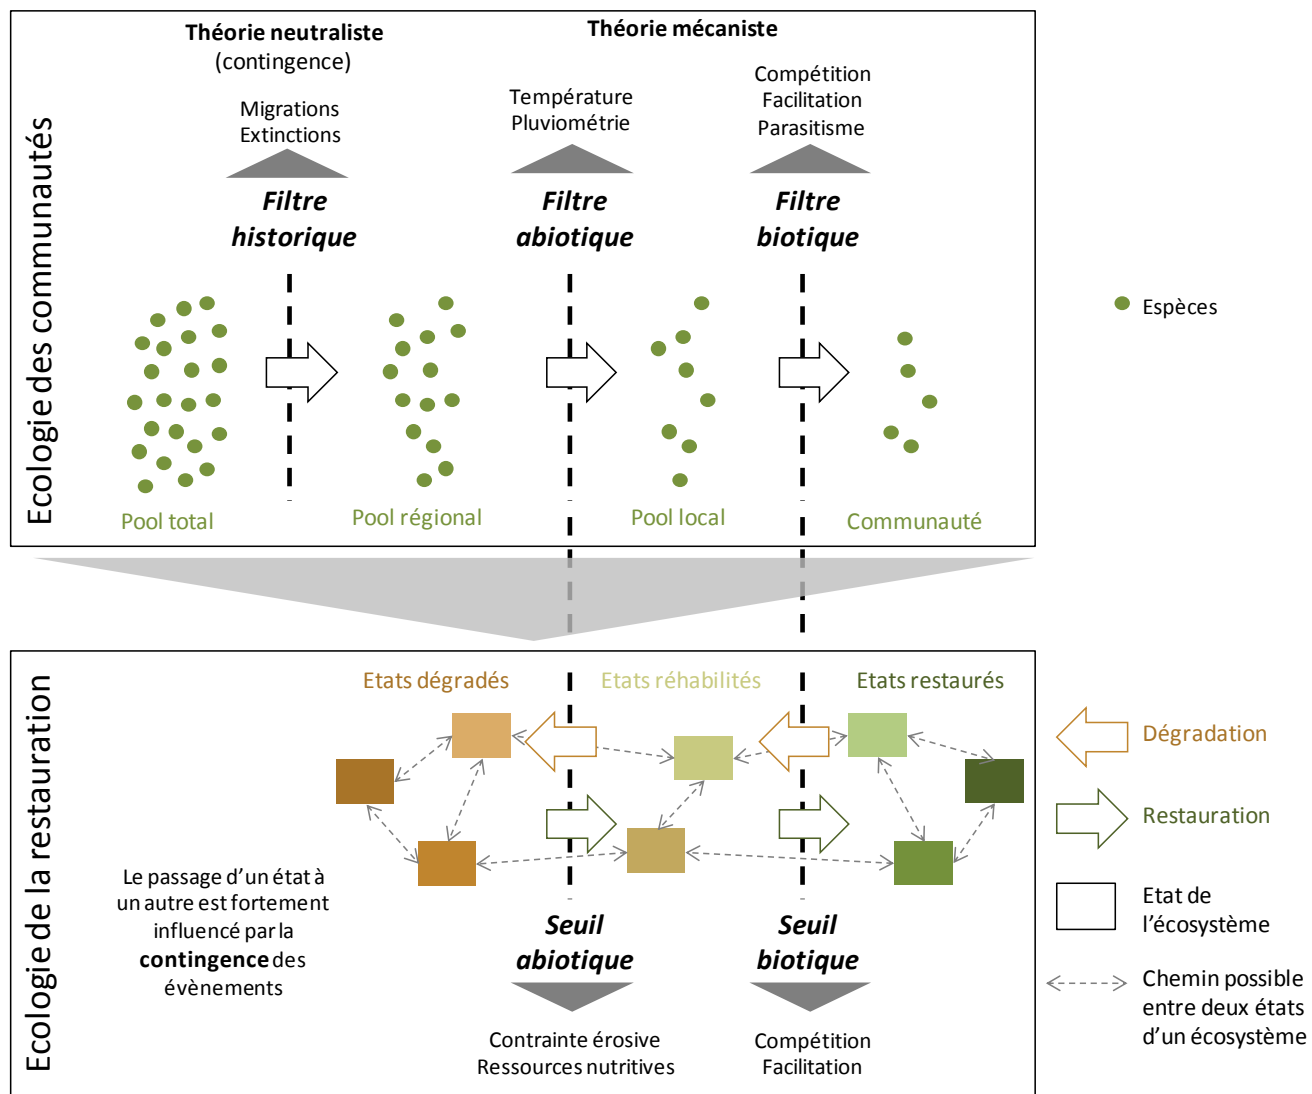 Ecologie des communautés
Théorie neutraliste
(contingence)
Théorie mécaniste
Migrations
Extinctions
Température
Pluviométrie
Compétition
Facilitation
Parasitisme
Filtre
historique
Filtre
abiotique
Filtre
biotique
Pool total
Pool régional
Pool local
Communauté
Espèces
Ecologie de la restauration
Etats dégradés
Etats réhabilités
Etats restaurés
Le passage d'un état à
un autre est fortement
influencé par la
contingence des
évènements
Seuil
abiotique
Seuil
biotique
Contrainte érosive
Ressources nutritives
Compétition
Facilitation
Dégradation
Restauration
Etat de
l'écosystème
Chemin possible
entre deux états
d'un écosystème